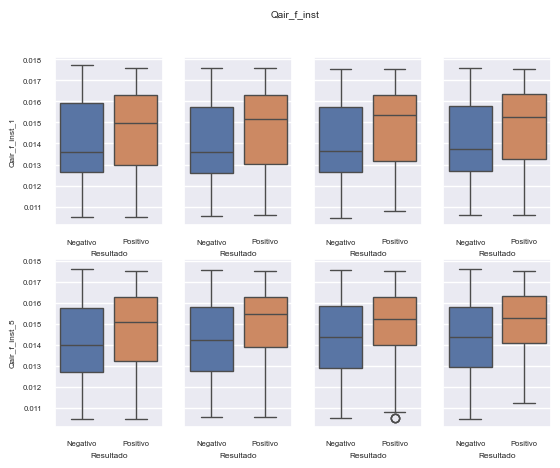 Qair_f_inst
0.018
0.017
0.016
0.015
0.014
0.013
0.012
0.011
Qair_f_inst_1
Negativo Positivo Negativo Positivo Negativo Positivo Negativo Positivo
Resultado Resultado Resultado Resultado
0.018
0.017
0.016
0.015
0.014
0.013
0.012
0.011
Qair_f_inst_5
Negativo Positivo Negativo Positivo Negativo Positivo Negativo Positivo
Resultado Resultado Resultado Resultado